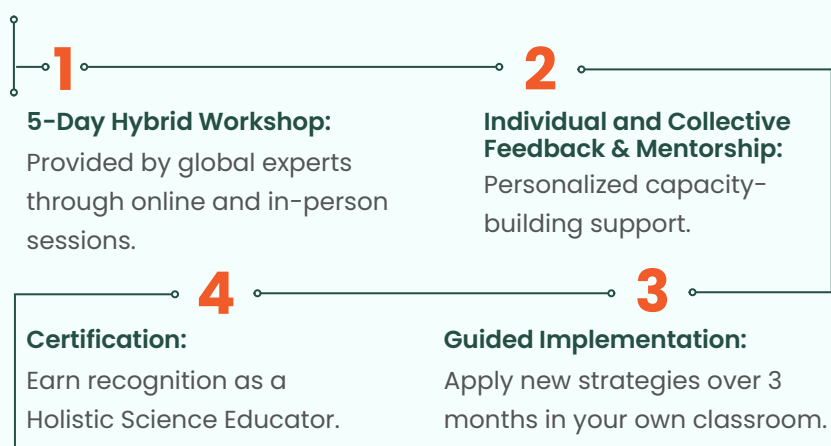 1
5-Day Hybrid Workshop:
Provided by global experts
through online and in-person
sessions.
2
Individual and Collective
Feedback & Mentorship:
Personalized capacity-
building support.
3
Guided Implementation:
Apply new strategies over 3
months in your own classroom.
4
Certification:
Earn recognition as a
Holistic Science Educator.